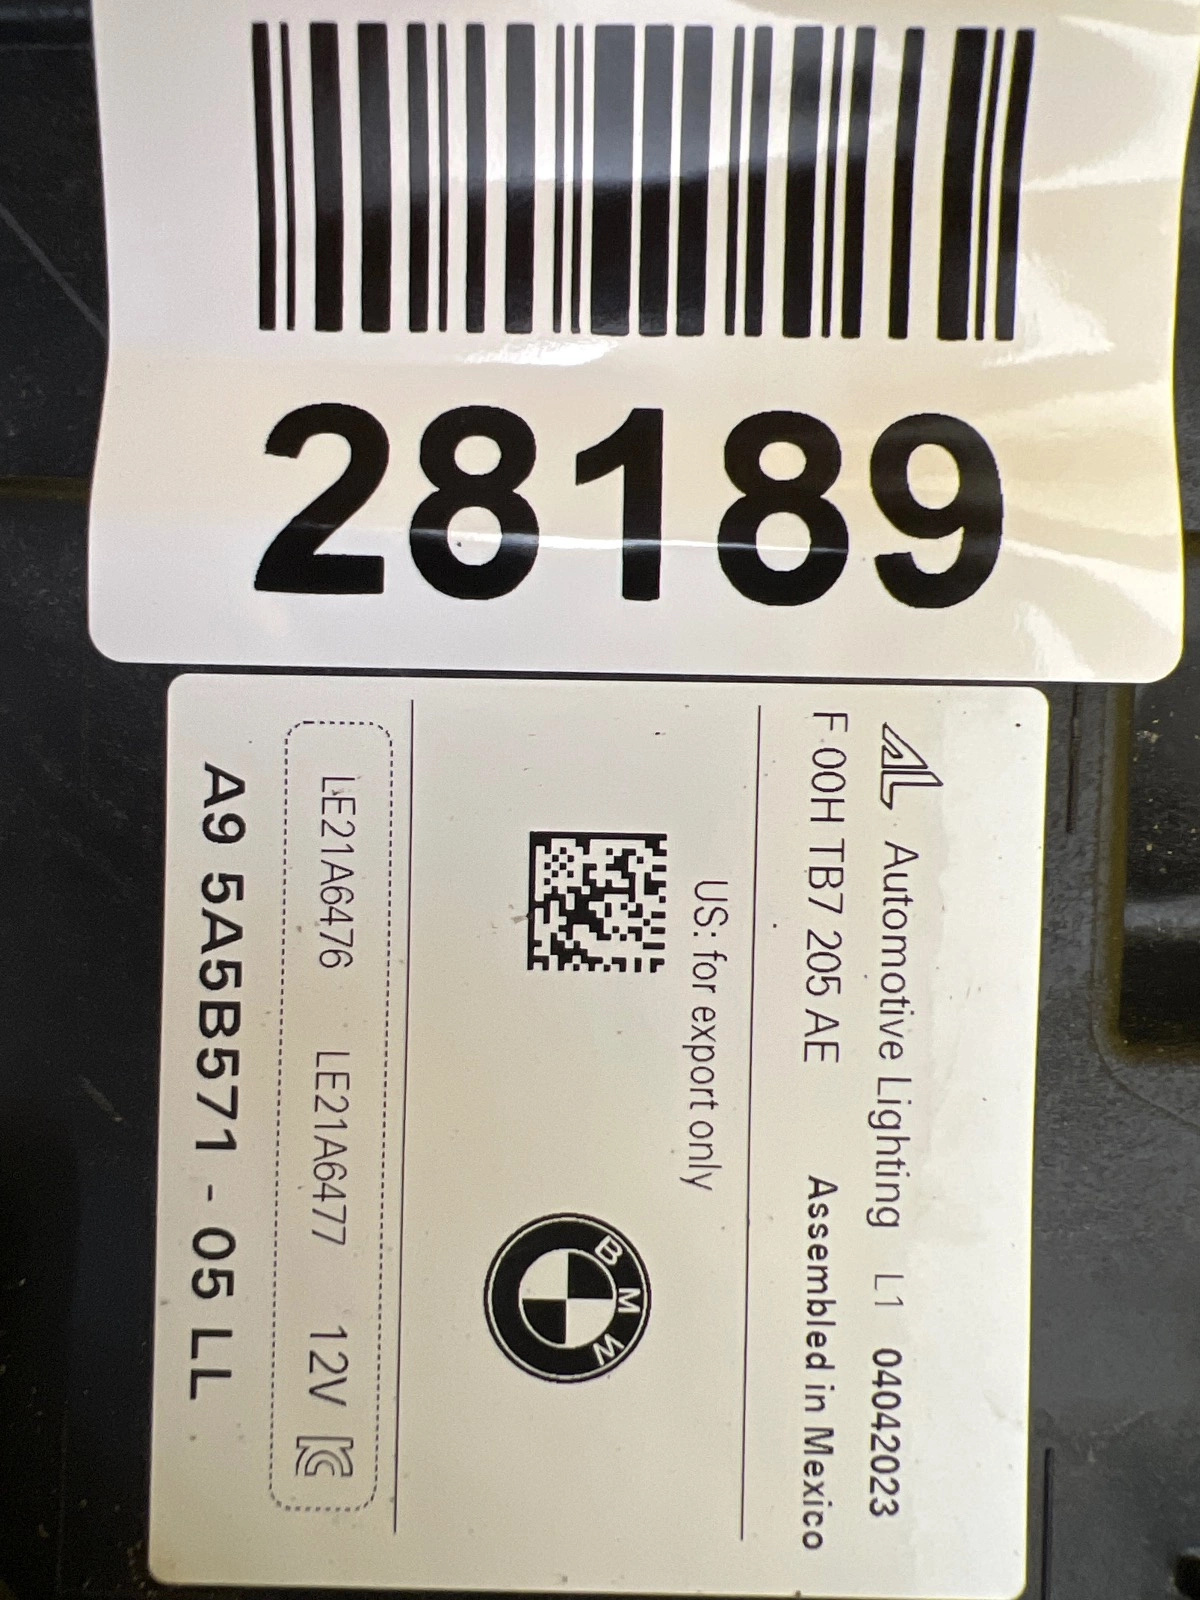 28189
Automotive Lighting L1 04042023
F 00H TB7 205 AE Assembled in Mexico
US: for export only
BMW
LE21A6476 LE21A6477 12V
A9 5A5B571 - 05 LL